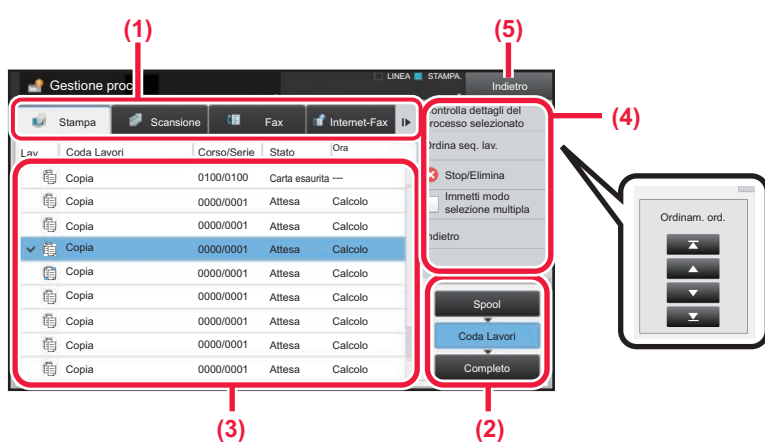 (1)
(5)
LINEA STAMPA.
Gestione proc
Indietro
Stampa Scansione Fax Internet-Fax
ontrolla dettagli del
rocesso selezionato
(4)
Lav Coda Lavori Corso/Serie Stato Ora
Ordina seq. lav.
Copia 0100/0100 Carta esaurita ---
Stop/Elimina
Copia 0000/0001 Attesa Calcolo
Immetti modo
selezione multipla
Copia 0000/0001 Attesa Calcolo
Ordinam. ord.
Copia 0000/0001 Attesa Calcolo
ndietro
Copia 0000/0001 Attesa Calcolo
Copia 0000/0001 Attesa Calcolo
Spool
Copia 0000/0001 Attesa Calcolo
Coda Lavori
Copia 0000/0001 Attesa Calcolo
Copia 0000/0001 Attesa Calcolo
Completo
(3)
(2)